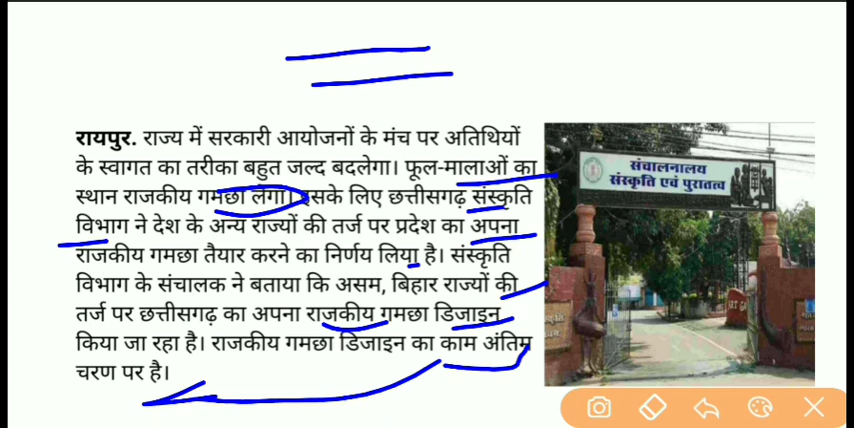 रायपुर. राज्य में सरकारी आयोजनों के मंच पर अतिथियों
के स्वागत का तरीका बहुत जल्द बदलेगा। फूल-मालाओं का
स्थान राजकीय गमछा लेगा। इसके लिए छत्तीसगढ़ संस्कृति
विभाग ने देश के अन्य राज्यों की तर्ज पर प्रदेश का अपना
राजकीय गमछा तैयार करने का निर्णय लिया है। संस्कृति
विभाग के संचालक ने बताया कि असम, बिहार राज्यों की
तर्ज पर छत्तीसगढ़ का अपना राजकीय गमछा डिजाइन
किया जा रहा है। राजकीय गमछा डिजाइन का काम अंतिम
चरण पर है।
संचालनालय
संस्कृति एवं पुरातत्व